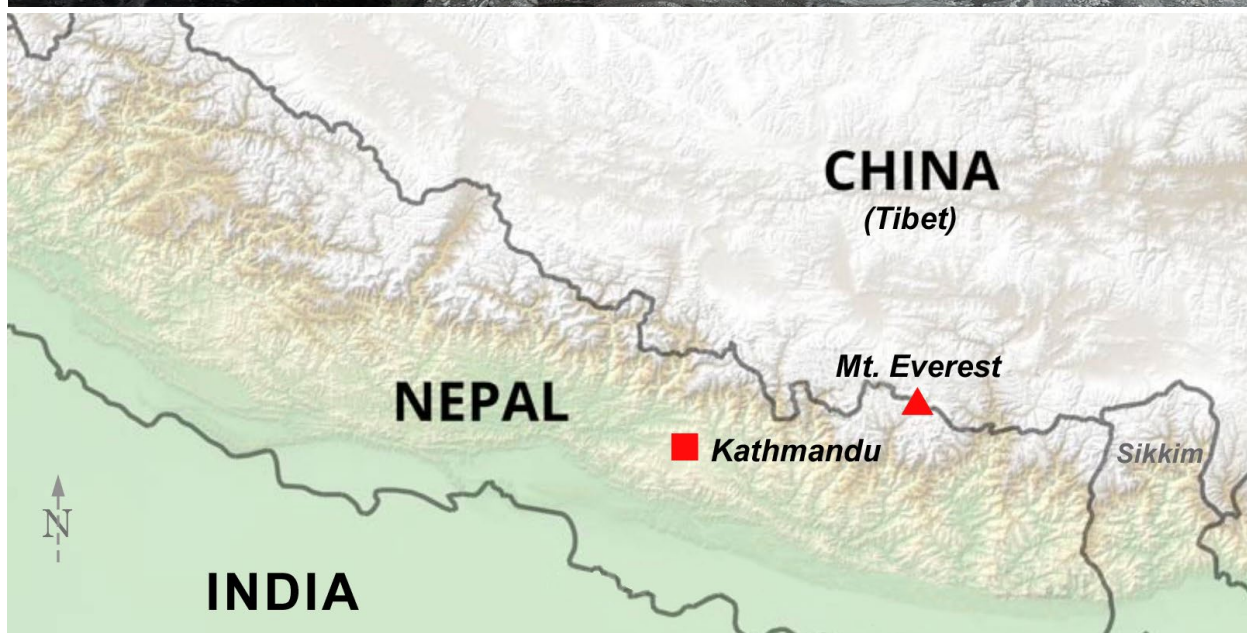 CHINA
(Tibet)
Mt. Everest
NEPAL
Kathmandu
Sikkim
N
INDIA